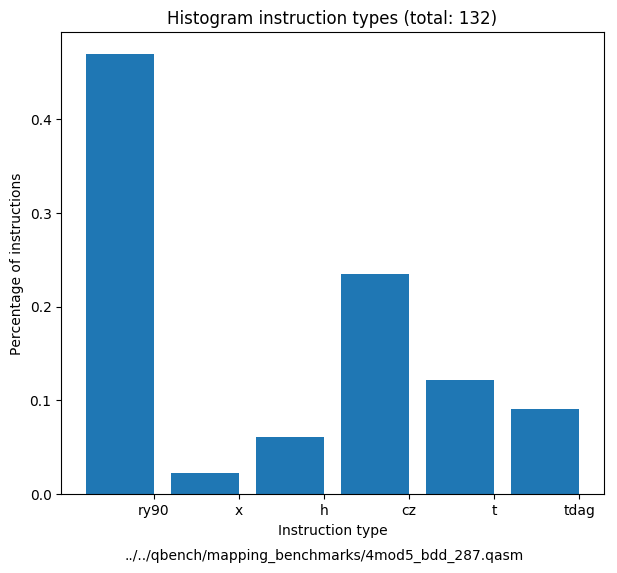 Histogram instruction types (total: 132)
Percentage of instructions
0.4
0.3
0.2
0.1
0.0
ry90 x h cz t tdag
Instruction type
../../qbench/mapping_benchmarks/4mod5_bdd_287.qasm